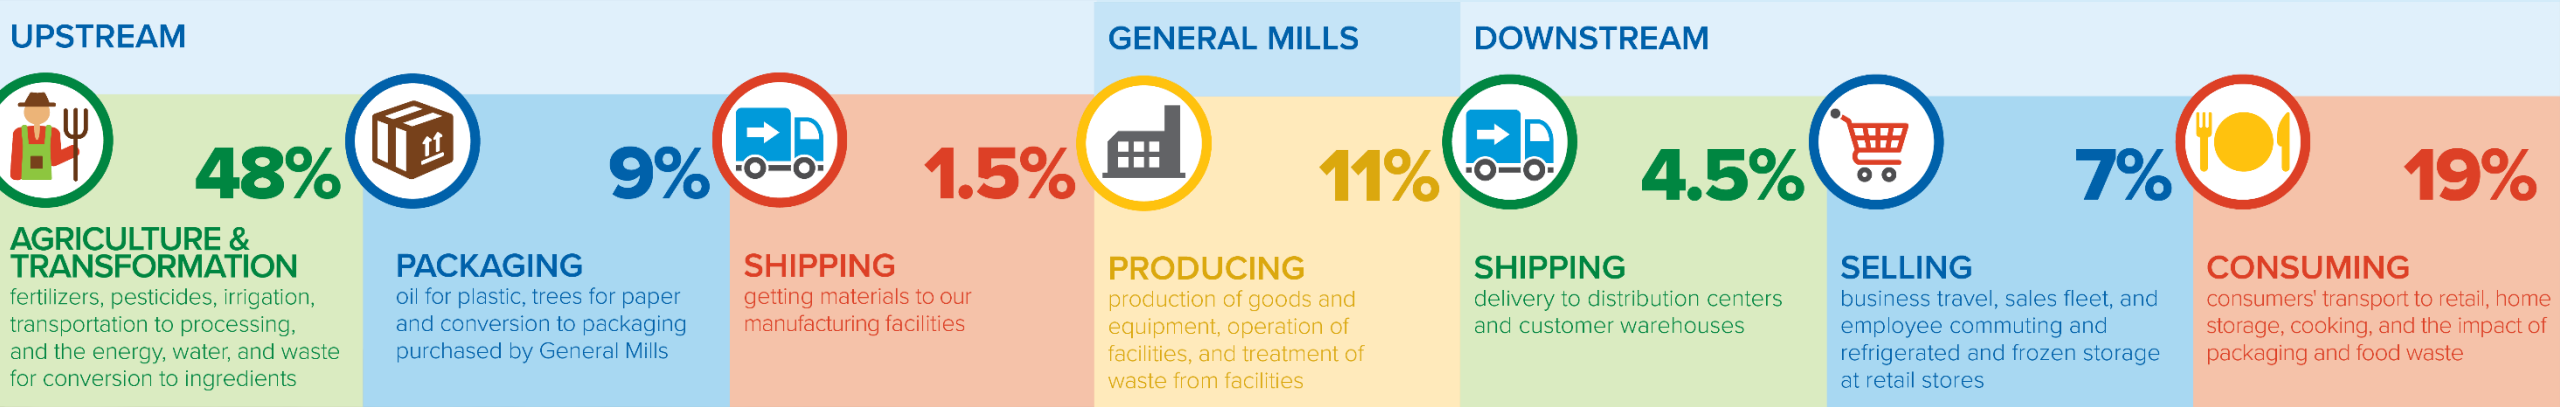 UPSTREAM
GENERAL MILLS
DOWNSTREAM
48%
AGRICULTURE &
TRANSFORMATION
fertilizers, pesticides, irrigation,
transportation to processing,
and the energy, water, and waste
for conversion to ingredients
9%
PACKAGING
oil for plastic, trees for paper
and conversion to packaging
purchased by General Mills
1.5%
SHIPPING
getting materials to our
manufacturing facilities
11%
PRODUCING
production of goods and
equipment, operation of
facilities, and treatment of
waste from facilities
4.5%
SHIPPING
delivery to distribution centers
and customer warehouses
7%
SELLING
business travel, sales fleet, and
employee commuting and
refrigerated and frozen storage
at retail stores
19%
CONSUMING
consumers' transport to retail, home
storage, cooking, and the impact of
packaging and food waste